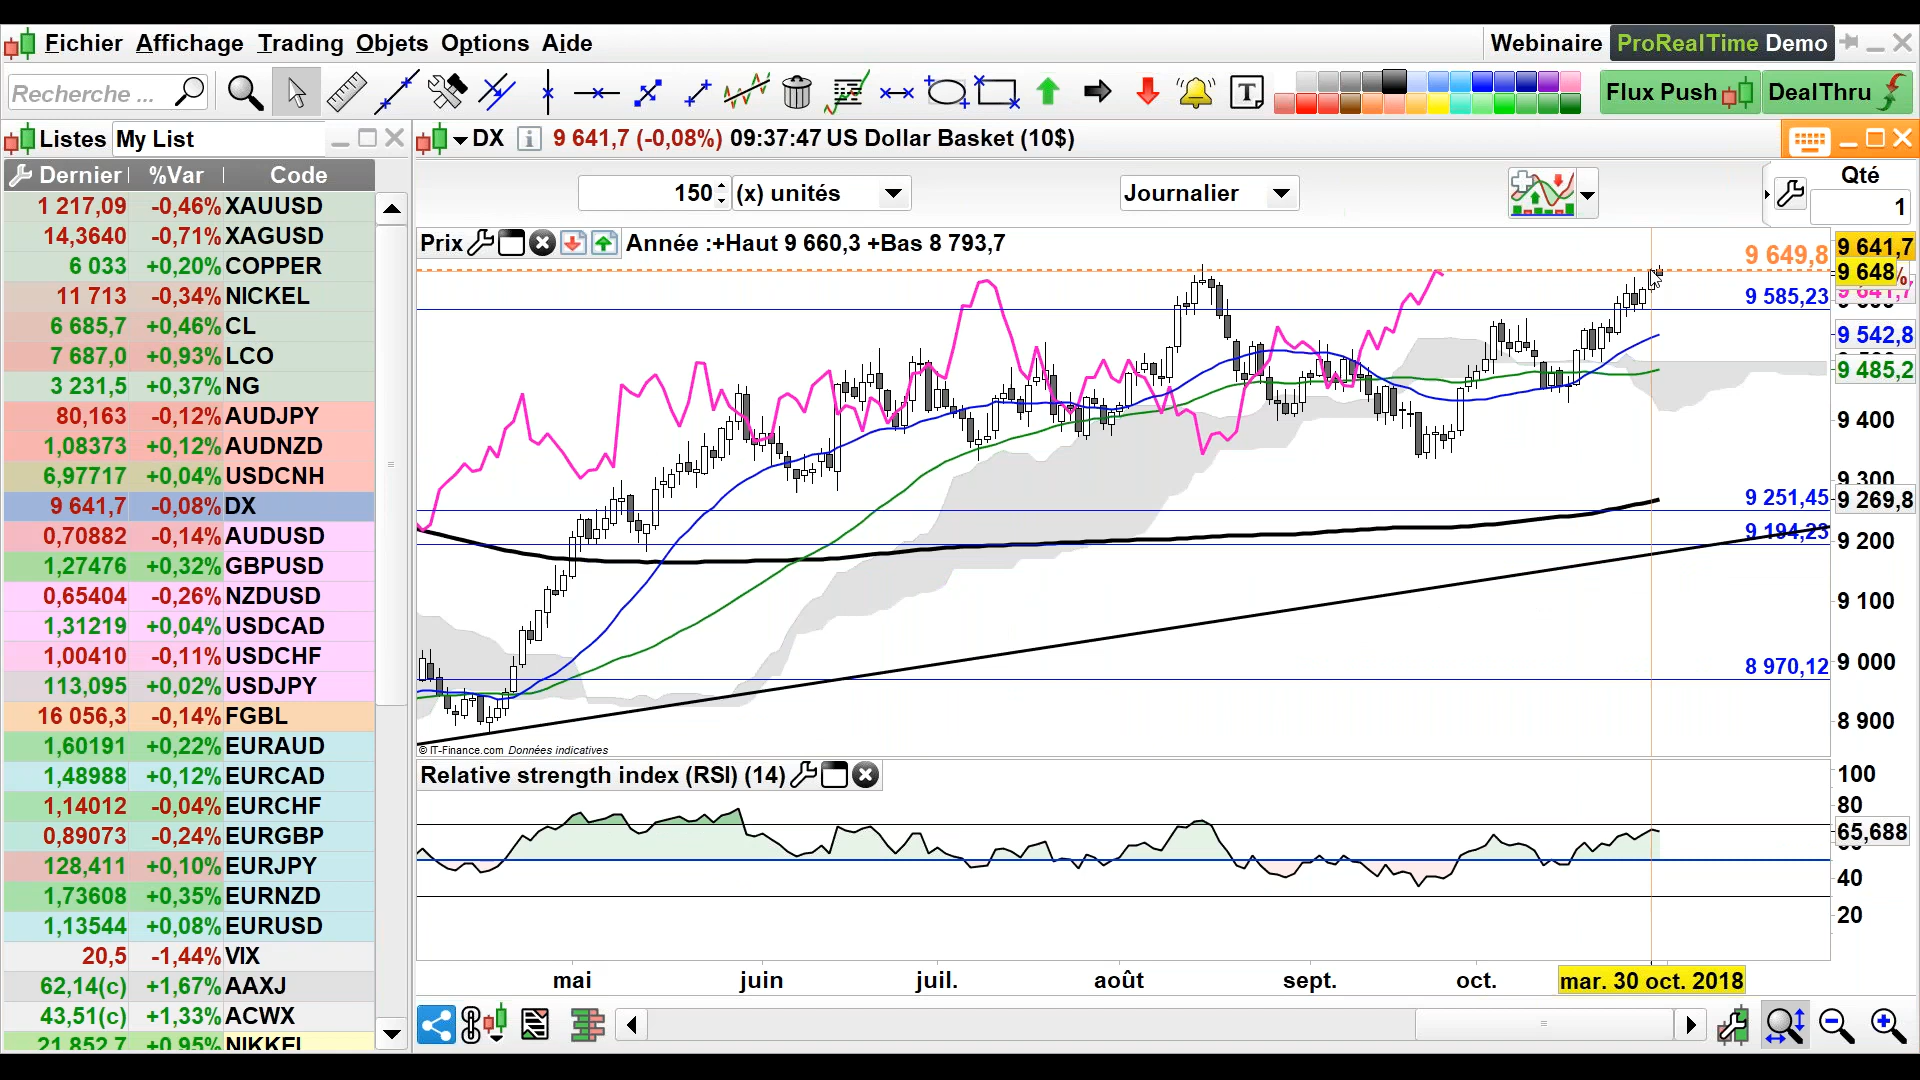 Fichier Affichage Trading Objets Options Aide
Webinaire ProRealTime Demo
Recherche ...
T
Flux Push DealThru
Listes My List
DX i 9 641,7 (-0,08%) 09:37:47 US Dollar Basket (10$)
Dernier %Var Code
150 (x) unités
Journalier
Qté
1
1 217,09 -0,46% XAUUSD
14,3640 -0,71% XAGUSD
6 033 +0,20% COPPER
11 713 -0,34% NICKEL
6 685,7 +0,46% CL
7 687,0 +0,93% LCO
3 231,5 +0,37% NG
80,163 -0,12% AUDJPY
1,08373 +0,12% AUDNZD
6,97717 +0,04% USDCNH
9 641,7 -0,08% DX
0,70882 -0,14% AUDUSD
1,27476 +0,32% GBPUSD
0,65404 -0,26% NZDUSD
1,31219 +0,04% USDCAD
1,00410 -0,11% USDCHF
113,095 +0,02% USDJPY
16 056,3 -0,14% FGBL
1,60191 +0,22% EURAUD
1,48988 +0,12% EURCAD
1,14012 -0,04% EURCHF
0,89073 -0,24% EURGBP
128,411 +0,10% EURJPY
1,73608 +0,35% EURNZD
1,13544 +0,08% EURUSD
20,5 -1,44% VIX
62,14(c) +1,67% AAXJ
43,51(c) +1,33% ACWX
21 852,7 +0,95% NIKKEI
Prix Année :+Haut 9 660,3 +Bas 8 793,7
9 649,8
9 585,23
9 251,45
9 194,23
8 970,12
9 641,7
9 648
9 641,7
9 542,8
9 485,2
9 400
9 300
9 269,8
9 200
9 100
9 000
8 900
© IT-Finance.com Données indicatives
Relative strength index (RSI) (14)
100
80
65,688
40
20
mai juin juil. août sept. oct. mar. 30 oct. 2018